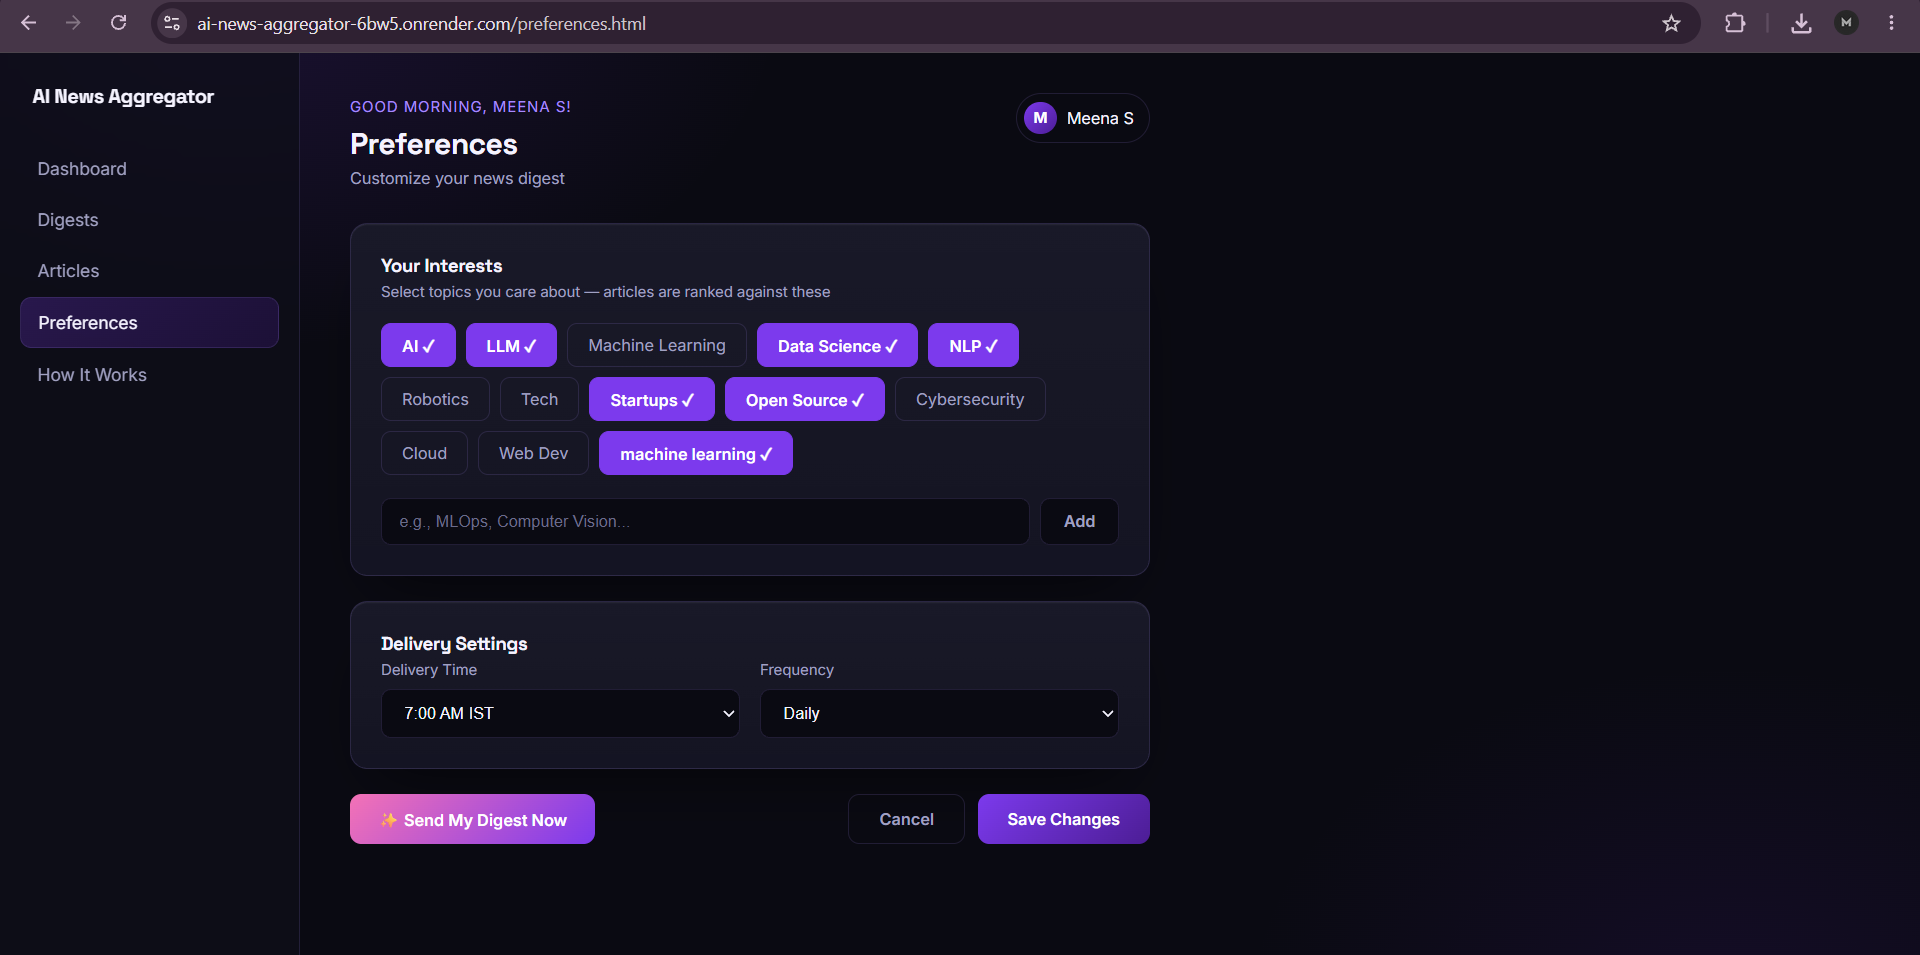 ai-news-aggregator-6bw5.onrender.com/preferences.html
M
AI News Aggregator
Dashboard
Digests
Articles
Preferences
How It Works
GOOD MORNING, MEENA S!
Preferences
Customize your news digest
M Meena S
Your Interests
Select topics you care about — articles are ranked against these
AI ✓ LLM ✓ Machine Learning Data Science ✓ NLP ✓
Robotics Tech Startups ✓ Open Source ✓ Cybersecurity
Cloud Web Dev machine learning ✓
e.g., MLOps, Computer Vision... Add
Delivery Settings
Delivery Time Frequency
7:00 AM IST Daily
✨ Send My Digest Now Cancel Save Changes